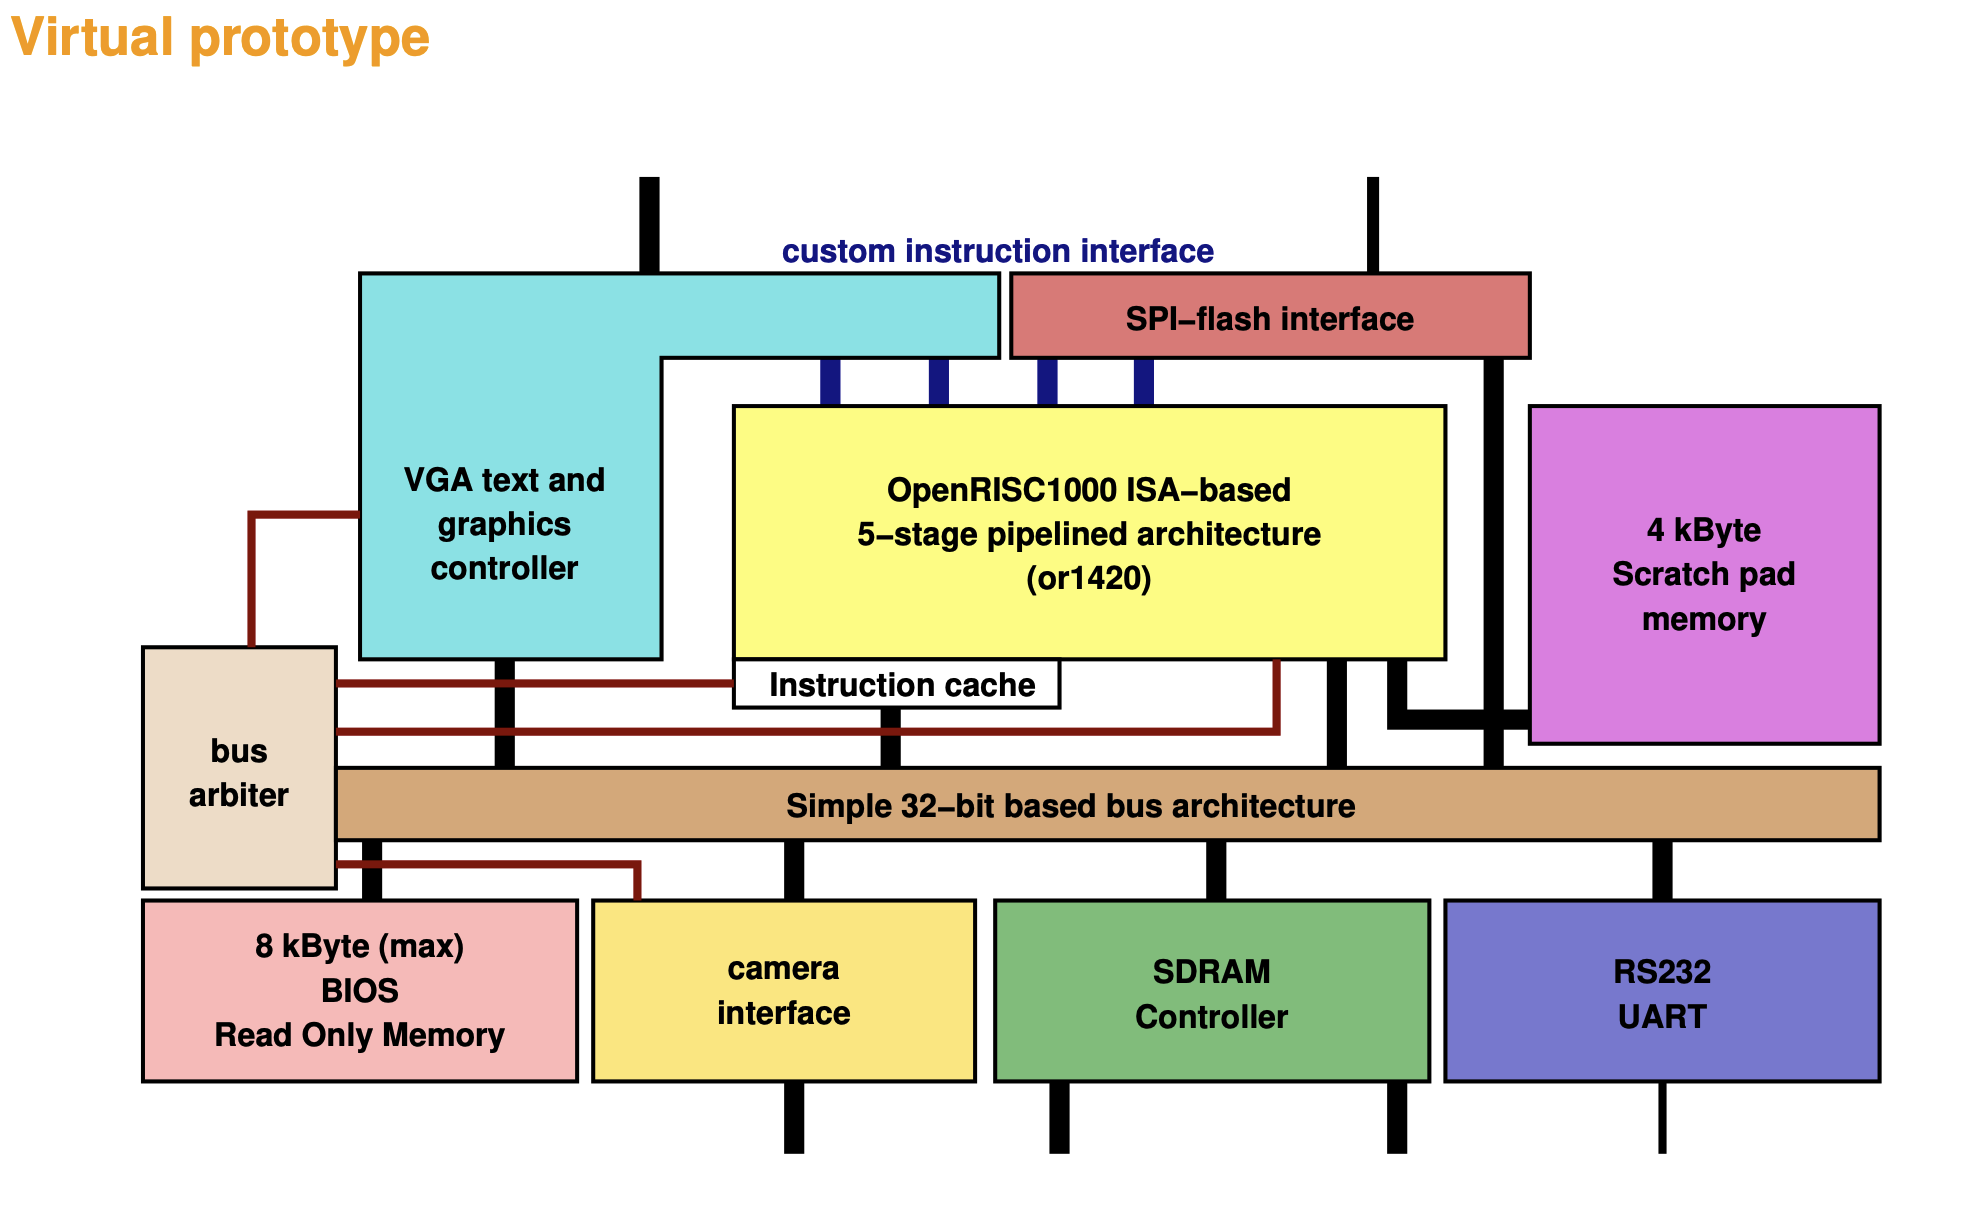 Virtual prototype
custom instruction interface
SPI–flash interface
VGA text and
graphics
controller
OpenRISC1000 ISA–based
5–stage pipelined architecture
(or1420)
4 kByte
Scratch pad
memory
Instruction cache
bus
arbiter
Simple 32–bit based bus architecture
8 kByte (max)
BIOS
Read Only Memory
camera
interface
SDRAM
Controller
RS232
UART